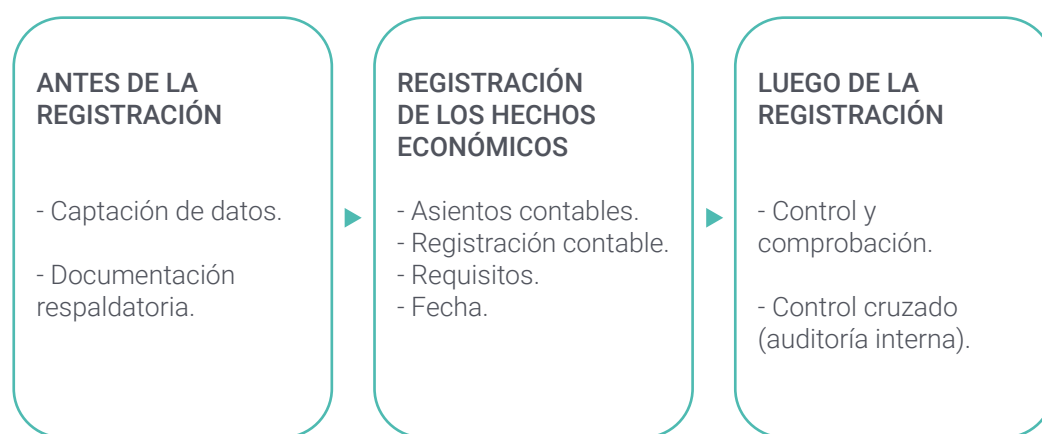 ANTES DE LA
REGISTRACIÓN
- Captación de datos.
- Documentación
respaldatoria.
REGISTRACIÓN
DE LOS HECHOS
ECONÓMICOS
- Asientos contables.
- Registración contable.
- Requisitos.
- Fecha.
LUEGO DE LA
REGISTRACIÓN
- Control y
comprobación.
- Control cruzado
(auditoría interna).